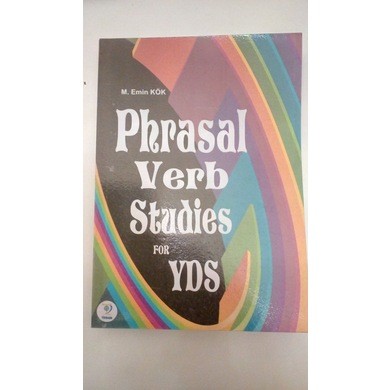 M. Emin KÖK
Phrasal
Verb
Studies
FOR
YDS